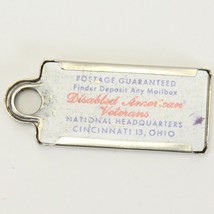 POSTAGE GUARANTEED
Finder Deposit Any Mailbox
Disabled American
Veterans
NATIONAL HEADQUARTERS
CINCINNATI 13, OHIO